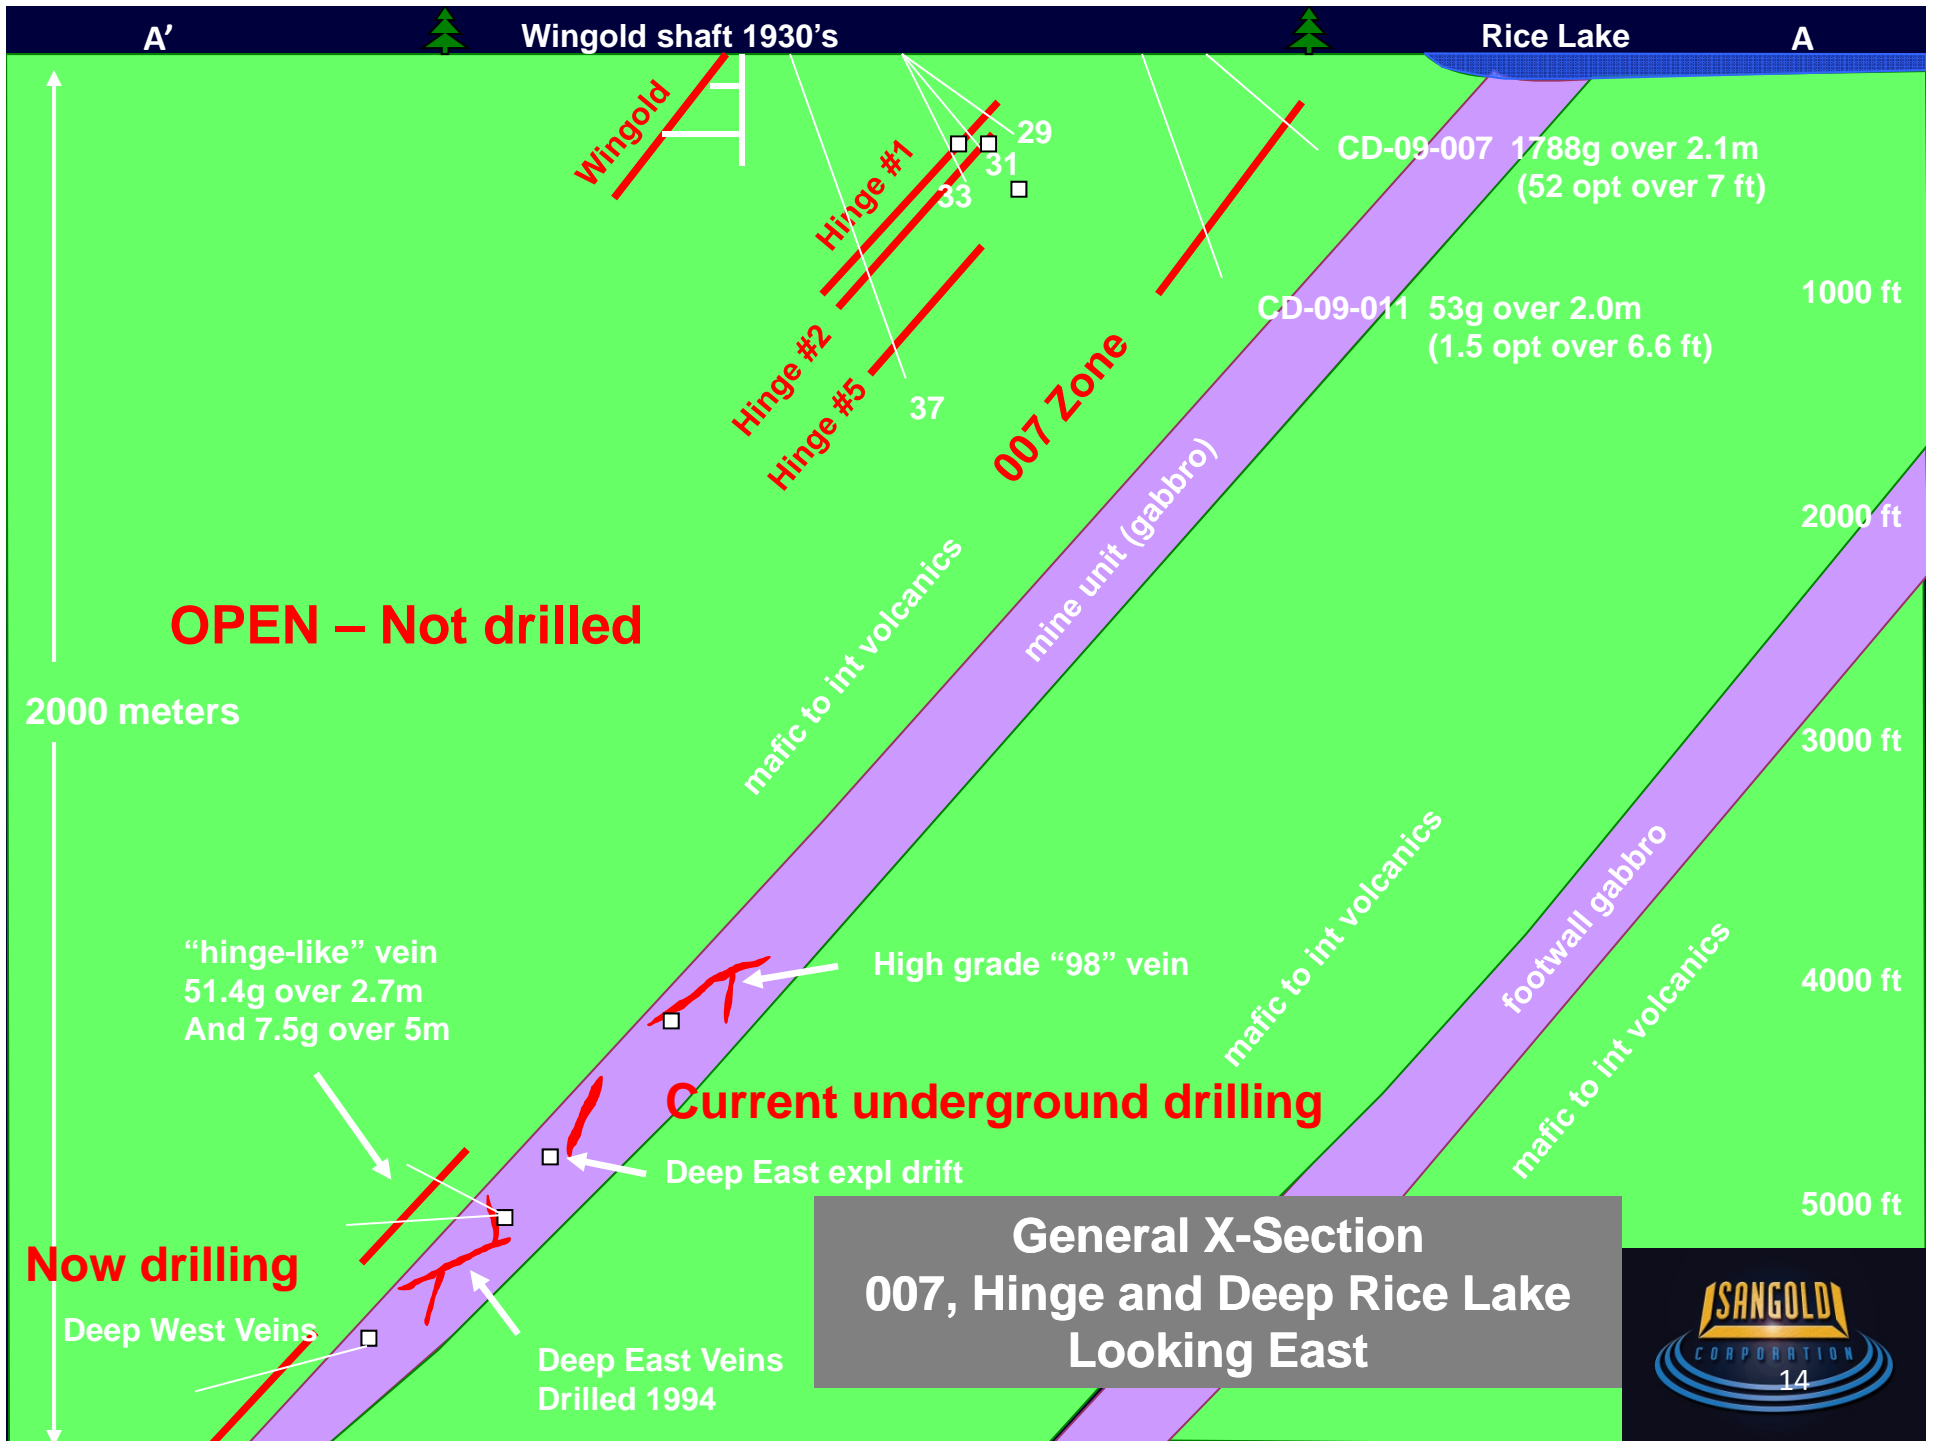 A’
Wingold shaft 1930’s
Rice Lake
A
Wingold
Hinge #1
29
31
33
CD-09-007 1788g over 2.1m
(52 opt over 7 ft)
1000 ft
CD-09-011 53g over 2.0m
(1.5 opt over 6.6 ft)
Hinge #2
Hinge #5
37
007 Zone
mine unit (gabbro)
2000 ft
mafic to int volcanics
OPEN – Not drilled
2000 meters
3000 ft
mafic to int volcanics
footwall gabbro
mafic to int volcanics
“hinge-like” vein
51.4g over 2.7m
And 7.5g over 5m
High grade “98” vein
4000 ft
Current underground drilling
Deep East expl drift
5000 ft
Now drilling
Deep West Veins
Deep East Veins
Drilled 1994
General X-Section
007, Hinge and Deep Rice Lake
Looking East
SANGOLD
CORPORATION
14